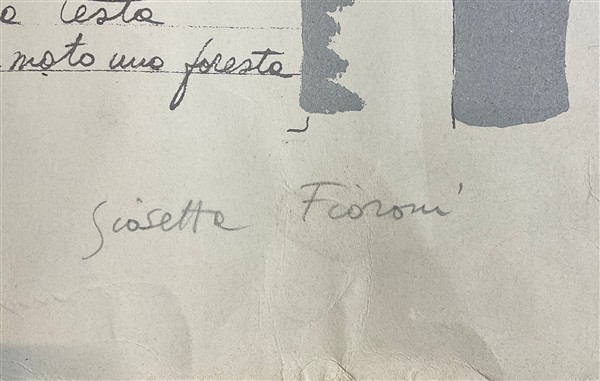 a testa
moto una foresta
Giosetta Fioroni